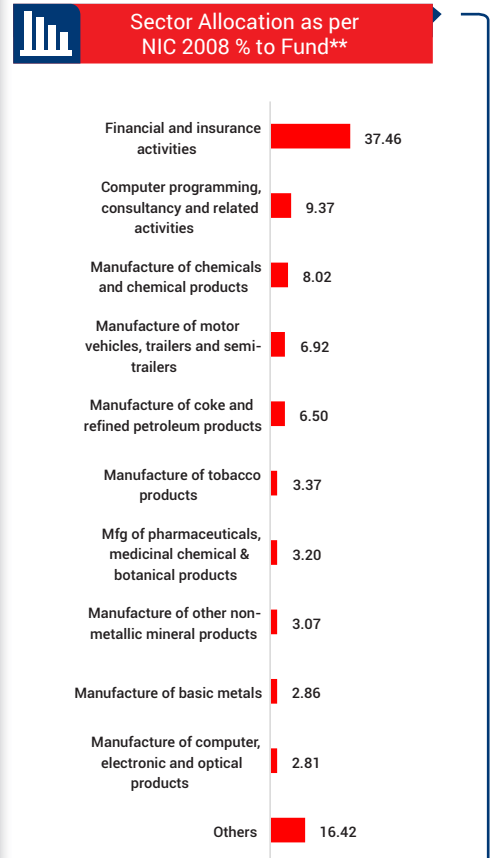 Sector Allocation as per
NIC 2008 % to Fund**
Financial and insurance
activities
37.46
Computer programming,
consultancy and related
activities
9.37
Manufacture of chemicals
and chemical products
8.02
Manufacture of motor
vehicles, trailers and semi-
trailers
6.92
Manufacture of coke and
refined petroleum products
6.50
Manufacture of tobacco
products
3.37
Mfg of pharmaceuticals,
medicinal chemical &
botanical products
3.20
Manufacture of other non-
metallic mineral products
3.07
Manufacture of basic metals
2.86
Manufacture of computer,
electronic and optical
products
2.81
Others
16.42